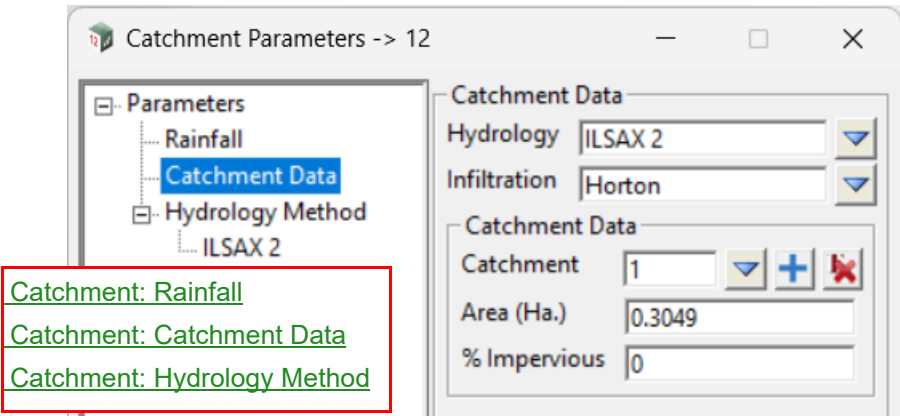 Catchment Parameters -> 12
Parameters
Rainfall
Catchment Data
Hydrology Method
ILSAX 2
Catchment: Rainfall
Catchment: Catchment Data
Catchment: Hydrology Method
Catchment Data
Hydrology ILSAX 2
Infiltration Horton
Catchment Data
Catchment 1
Area (Ha.) 0.3049
% Impervious 0